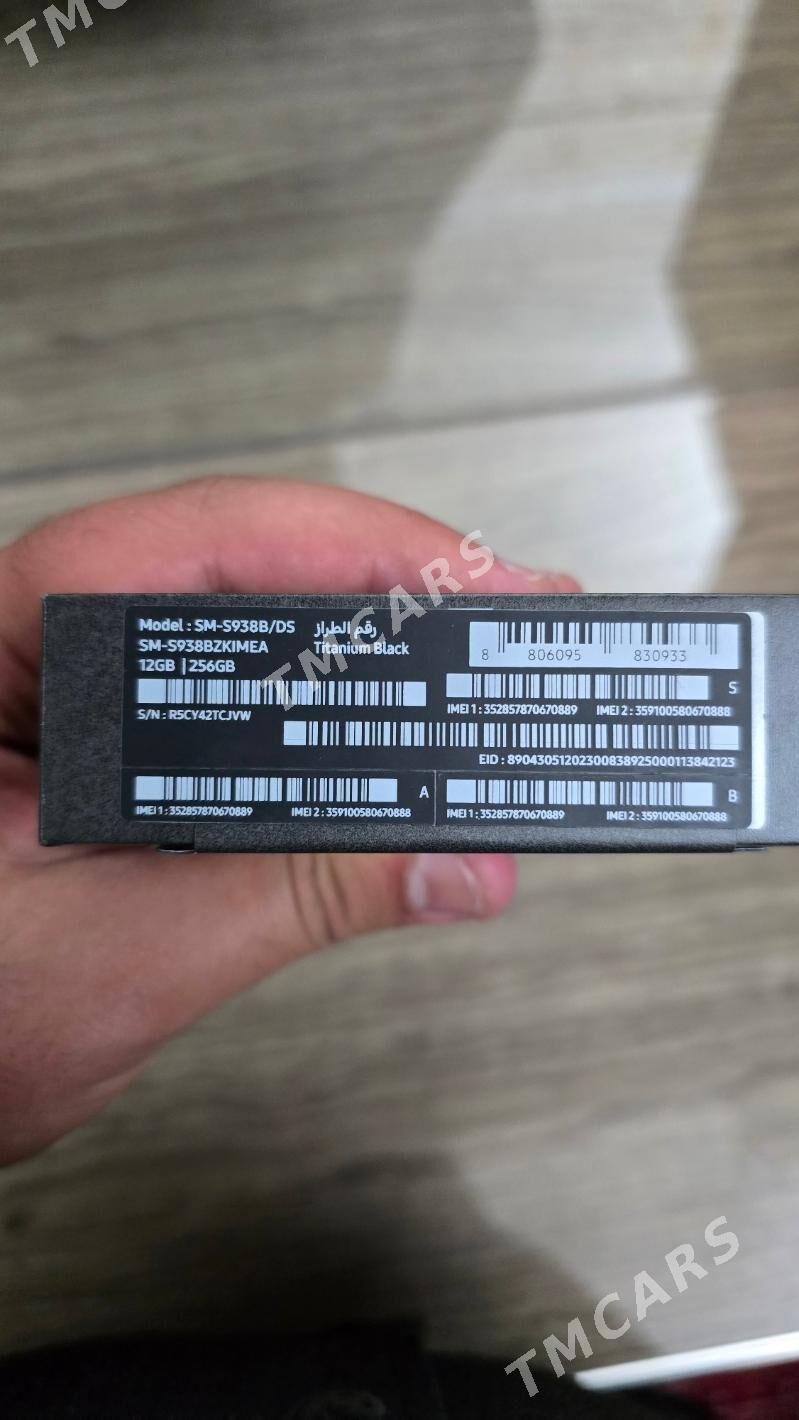 TMC
Model : SM-S938B/DS رقم الطراز
SM-S938BZKIMEA Titanium Black
12GB | 256GB
8 806095 830933
S
S/N : R5CY42TCJVW
IMEI 1 : 352857870670889 IMEI 2 : 359100580670888
EID : 89043051202300838925000113842123
A
IMEI 1 : 352857870670889 IMEI 2 : 359100580670888
B
IMEI 1 : 352857870670889 IMEI 2 : 359100580670888
TMCARS
TMCARS